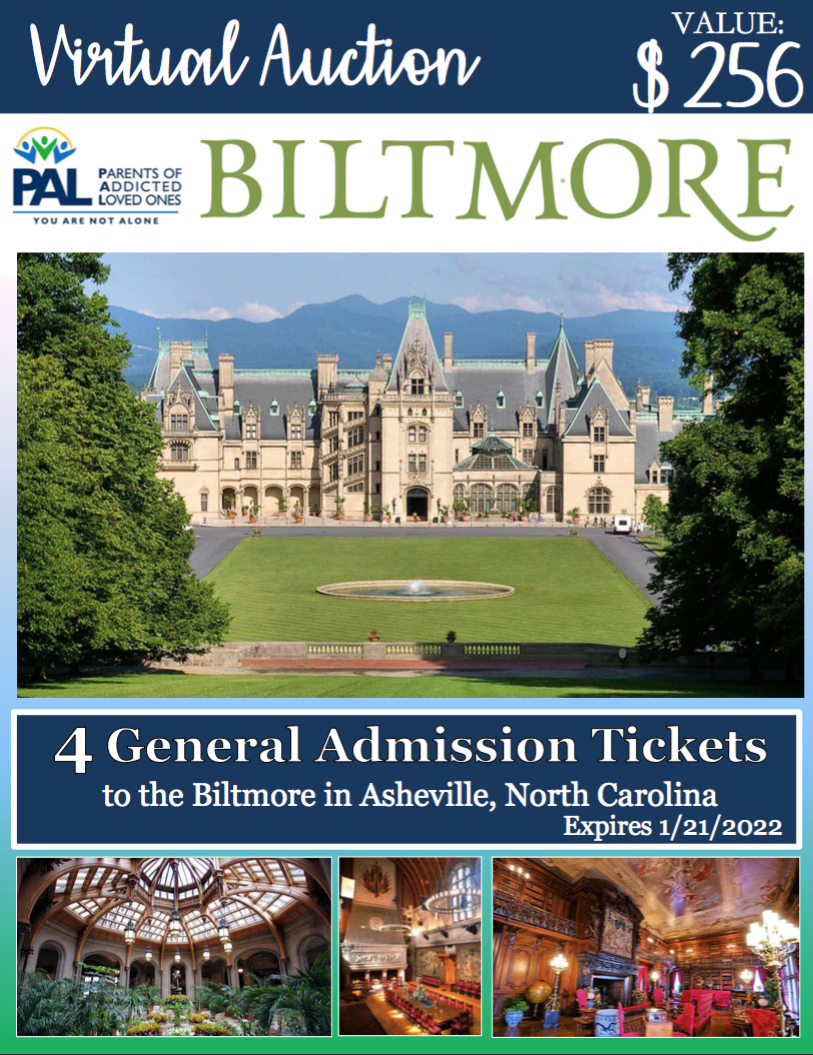 Virtual Auction
VALUE:
$ 256
PAL
PARENTS OF
ADDICTED
LOVED ONES
YOU ARE NOT ALONE
BILTMORE
4 General Admission Tickets
to the Biltmore in Asheville, North Carolina
Expires 1/21/2022